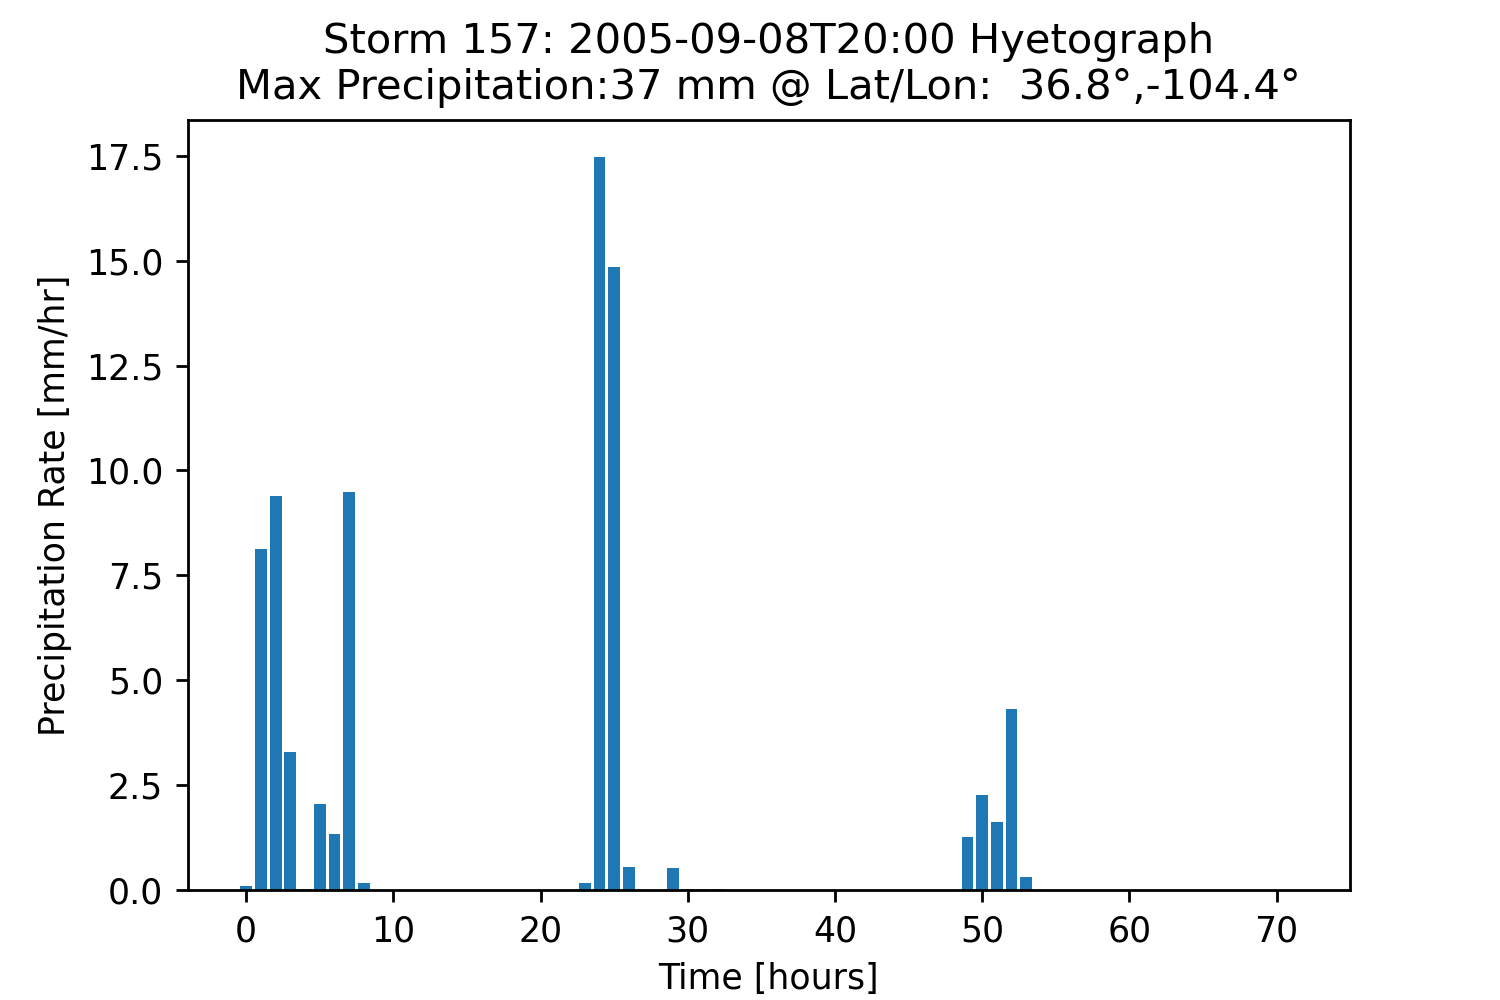 Storm 157: 2005-09-08T20:00 Hyetograph
Max Precipitation:37 mm @ Lat/Lon:  36.8°,-104.4°
17.5
15.0
12.5
10.0
7.5
5.0
2.5
0.0
Precipitation Rate [mm/hr]
0 10 20 30 40 50 60 70
Time [hours]